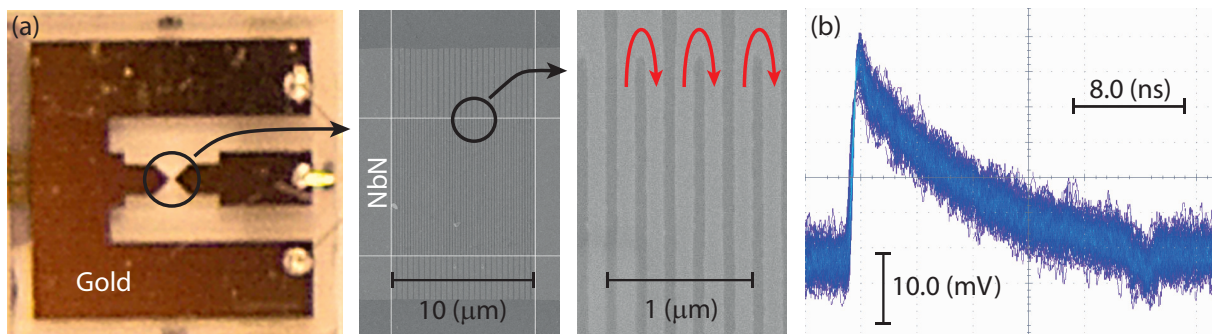 (a)
Gold
NbN
10 (μm)
1 (μm)
(b)
8.0 (ns)
10.0 (mV)